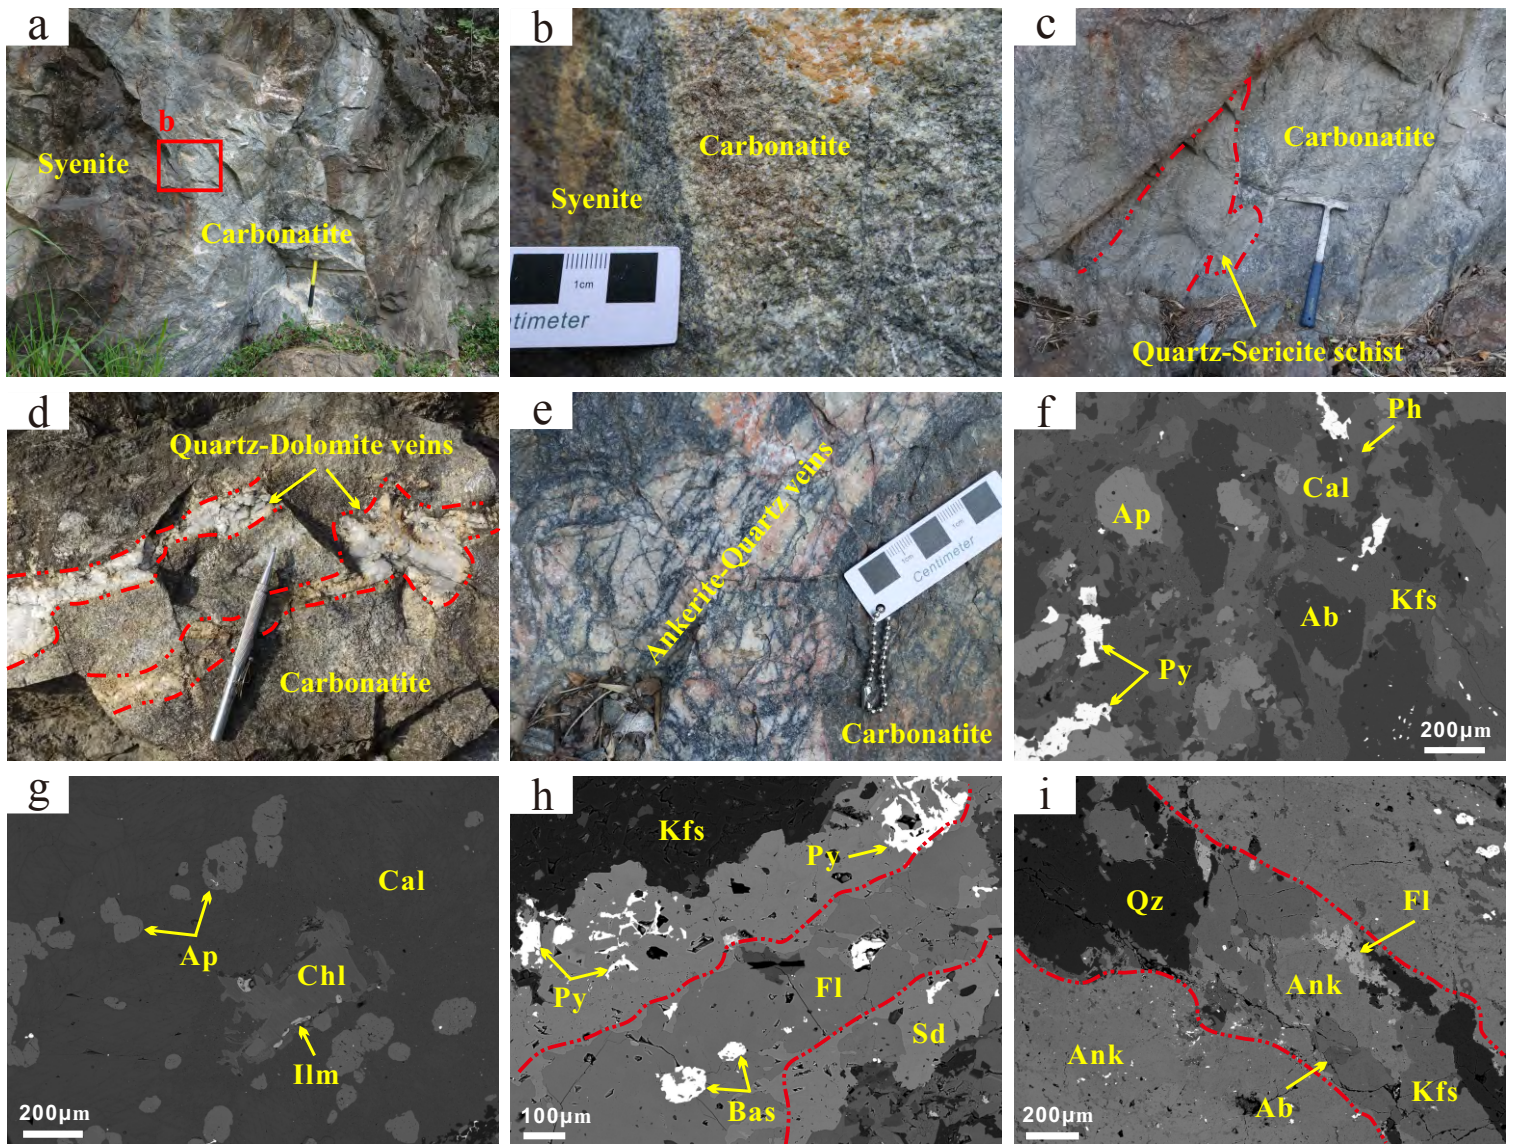 a
b
Syenite
Carbonatite
b
Carbonatite
Syenite
1cm
timeter
c
Carbonatite
Quartz-Sericite schist
d
Quartz-Dolomite veins
Carbonatite
e
Ankerite-Quartz veins
1cm
1cm
Centimeter
Carbonatite
f
Ph
Cal
Ap
Ab
Kfs
Py
200μm
g
Cal
Ap
Chl
Ilm
200μm
h
Kfs
Py
Py
Fl
Sd
Bas
100μm
i
Qz
Fl
Ank
Ank
Ab
Kfs
200μm